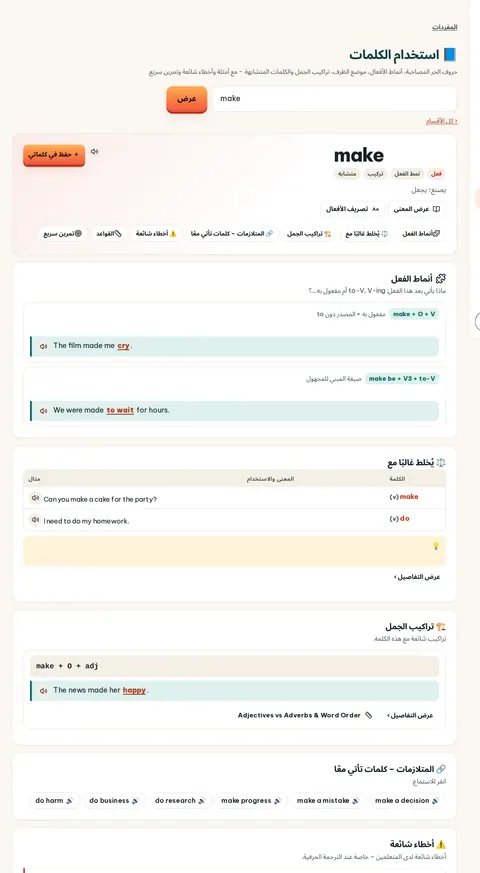 المفردات
📘 استخدام الكلمات
حروف الجر المصاحبة، أنماط الأفعال، موضع الظرف، تراكيب الجمل والكلمات المتشابهة – مع أمثلة وأخطاء شائعة وتمرين سريع.
make
عرض
‹ كل الأقسام
make
+ حفظ في كلماتي
فعل نمط الفعل تركيب متشابه
يصنع؛ يجعل
عرض المعنى Aa تصريف الأفعال
أنماط الفعل ⚖️ يُخلط غالبًا مع 🏗️ تراكيب الجمل 🔗 المتلازمات – كلمات تأتي معًا ⚠️ أخطاء شائعة القواعد تمرين سريع
أنماط الفعل
ماذا يأتي بعد هذا الفعل: to-V, V-ing أم مفعول به...؟
make + O + V مفعول به + المصدر دون to
The film made me cry.
make be + V3 + to-V صيغة المبني للمجهول
We were made to wait for hours.
⚖️ يُخلط غالبًا مع
الكلمة المعنى والاستخدام مثال
make (v) Can you make a cake for the party?
do (v) I need to do my homework.
💡
عرض التفاصيل ›
🏗️ تراكيب الجمل
تراكيب شائعة مع هذه الكلمة.
make + O + adj
The news made her happy.
عرض التفاصيل › Adjectives vs Adverbs & Word Order
🔗 المتلازمات – كلمات تأتي معًا
انقر للاستماع
make a decision make a mistake make progress do research do business do harm
⚠️ أخطاء شائعة
أخطاء شائعة لدى المتعلمين – خاصة عند الترجمة الحرفية.